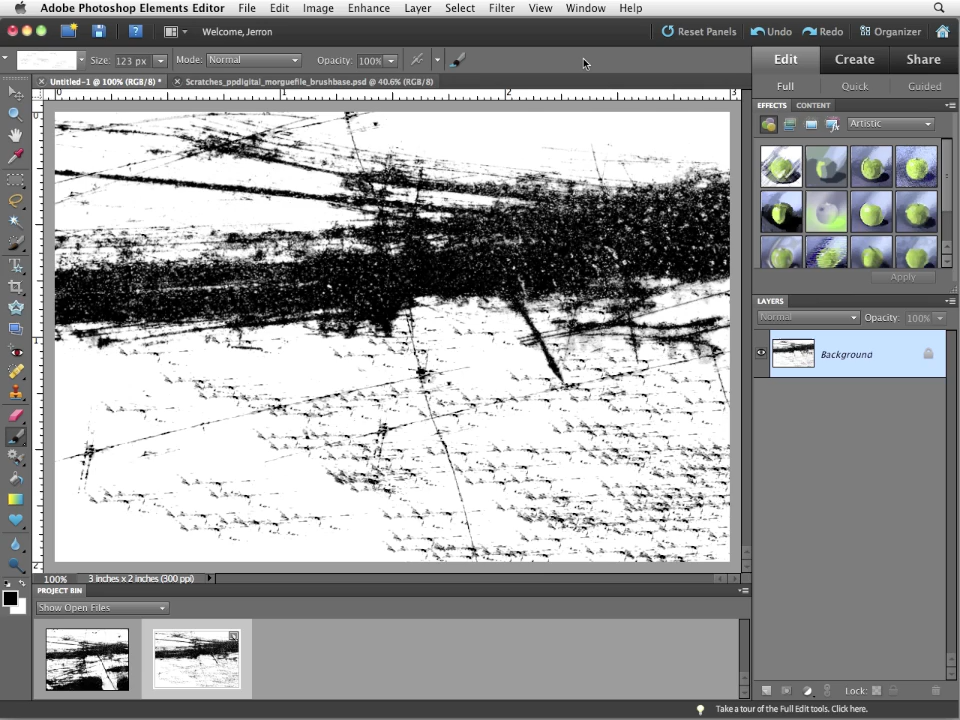 Adobe Photoshop Elements Editor File Edit Image Enhance Layer Select Filter View Window Help
Welcome, Jerron Reset Panels Undo Redo Organizer
Size: 123 px Mode: Normal Opacity: 100%
Edit Create Share
Untitled-1 @ 100% (RGB/8) * Scratches_ppdigital_morguefile_brushbase.psd @ 40.6% (RGB/8)
Full Quick Guided
0 1 2 3
EFFECTS CONTENT
Artistic
Apply
LAYERS
Normal Opacity: 100%
Background
100% 3 inches x 2 inches (300 ppi)
PROJECT BIN
Show Open Files
Lock:
Take a tour of the Full Edit tools. Click here.